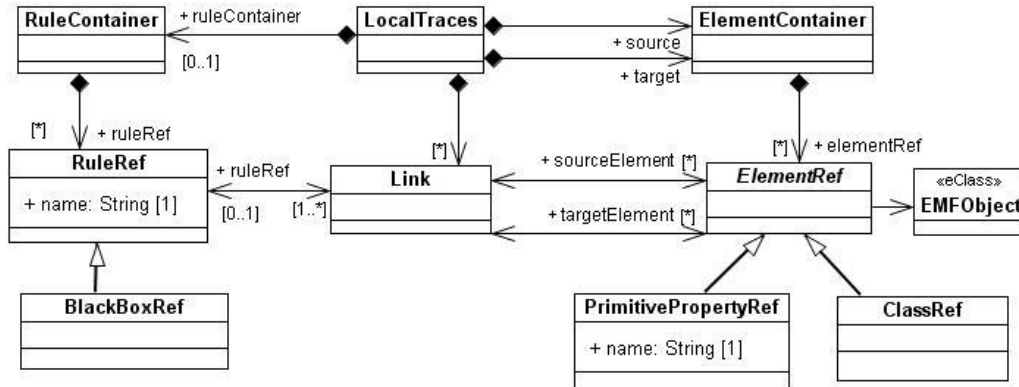 RuleContainer
+ ruleContainer
LocalTraces
ElementContainer
[0..1]
+ source
+ target
[*]
+ ruleRef
[*]
[*]
+ elementRef
RuleRef
+ name: String [1]
+ ruleRef
[0..1]
[1..*]
Link
+ sourceElement [*]
+ targetElement [*]
ElementRef
«eClass»
EMFObject
BlackBoxRef
PrimitivePropertyRef
+ name: String [1]
ClassRef